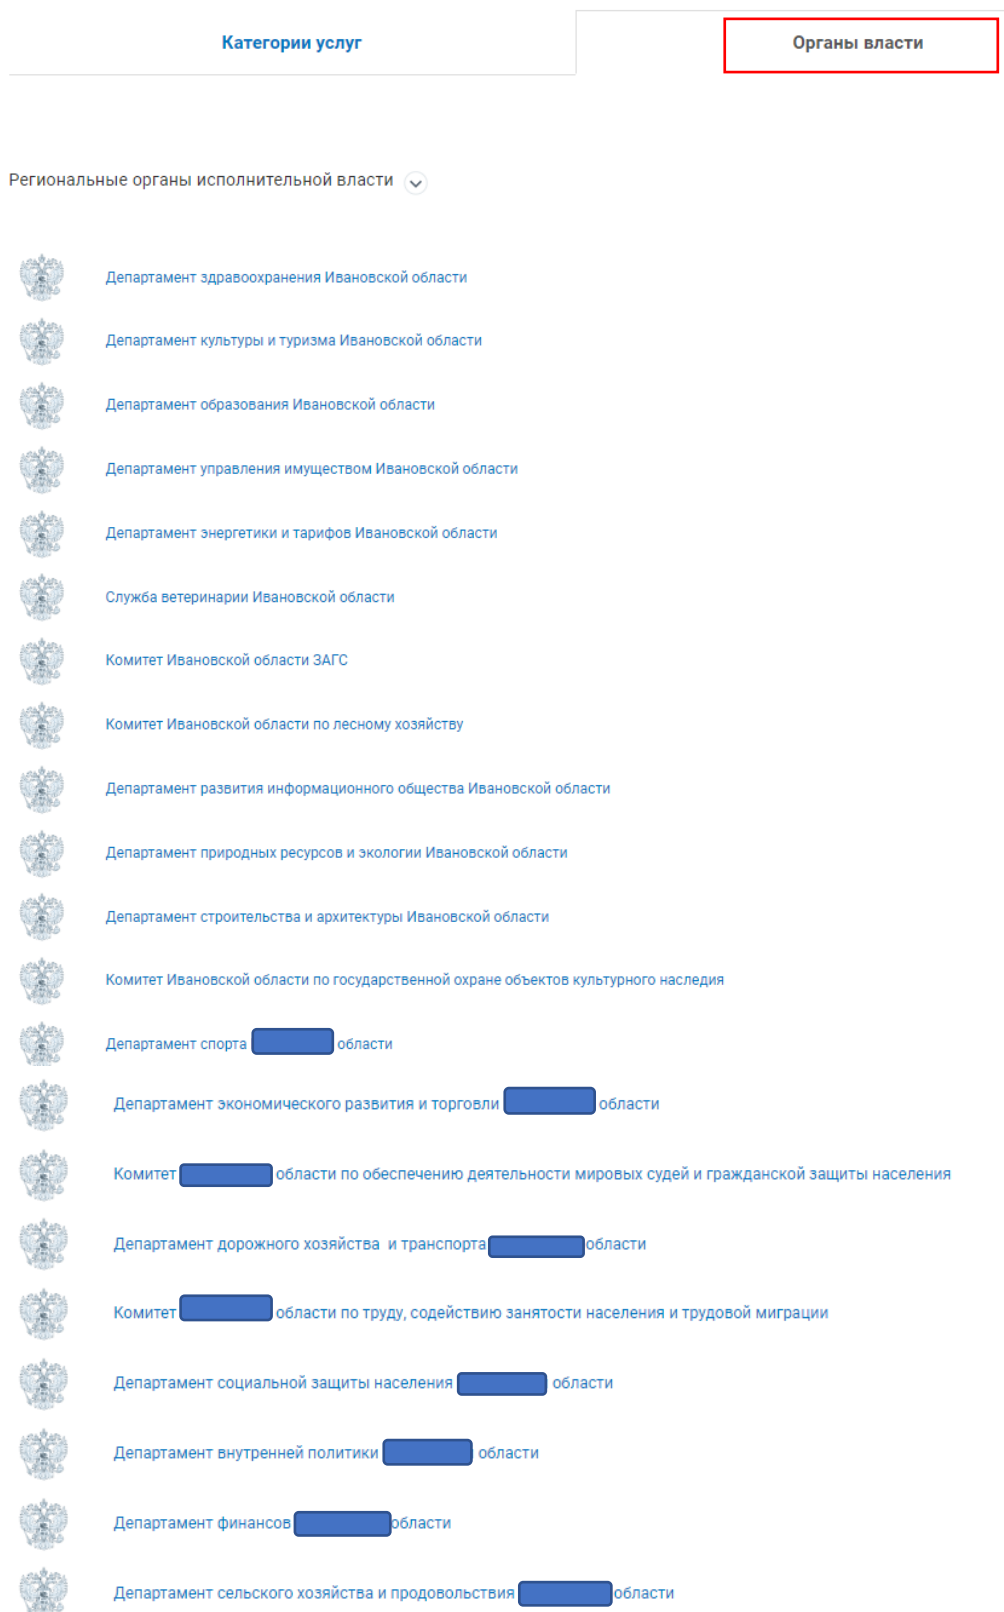 Категории услуг
Органы власти
Региональные органы исполнительной власти
Департамент здравоохранения Ивановской области
Департамент культуры и туризма Ивановской области
Департамент образования Ивановской области
Департамент управления имуществом Ивановской области
Департамент энергетики и тарифов Ивановской области
Служба ветеринарии Ивановской области
Комитет Ивановской области ЗАГС
Комитет Ивановской области по лесному хозяйству
Департамент развития информационного общества Ивановской области
Департамент природных ресурсов и экологии Ивановской области
Департамент строительства и архитектуры Ивановской области
Комитет Ивановской области по государственной охране объектов культурного наследия
Департамент спорта области
Департамент экономического развития и торговли области
Комитет области по обеспечению деятельности мировых судей и гражданской защиты населения
Департамент дорожного хозяйства и транспорта области
Комитет области по труду, содействию занятости населения и трудовой миграции
Департамент социальной защиты населения области
Департамент внутренней политики области
Департамент финансов области
Департамент сельского хозяйства и продовольствия области